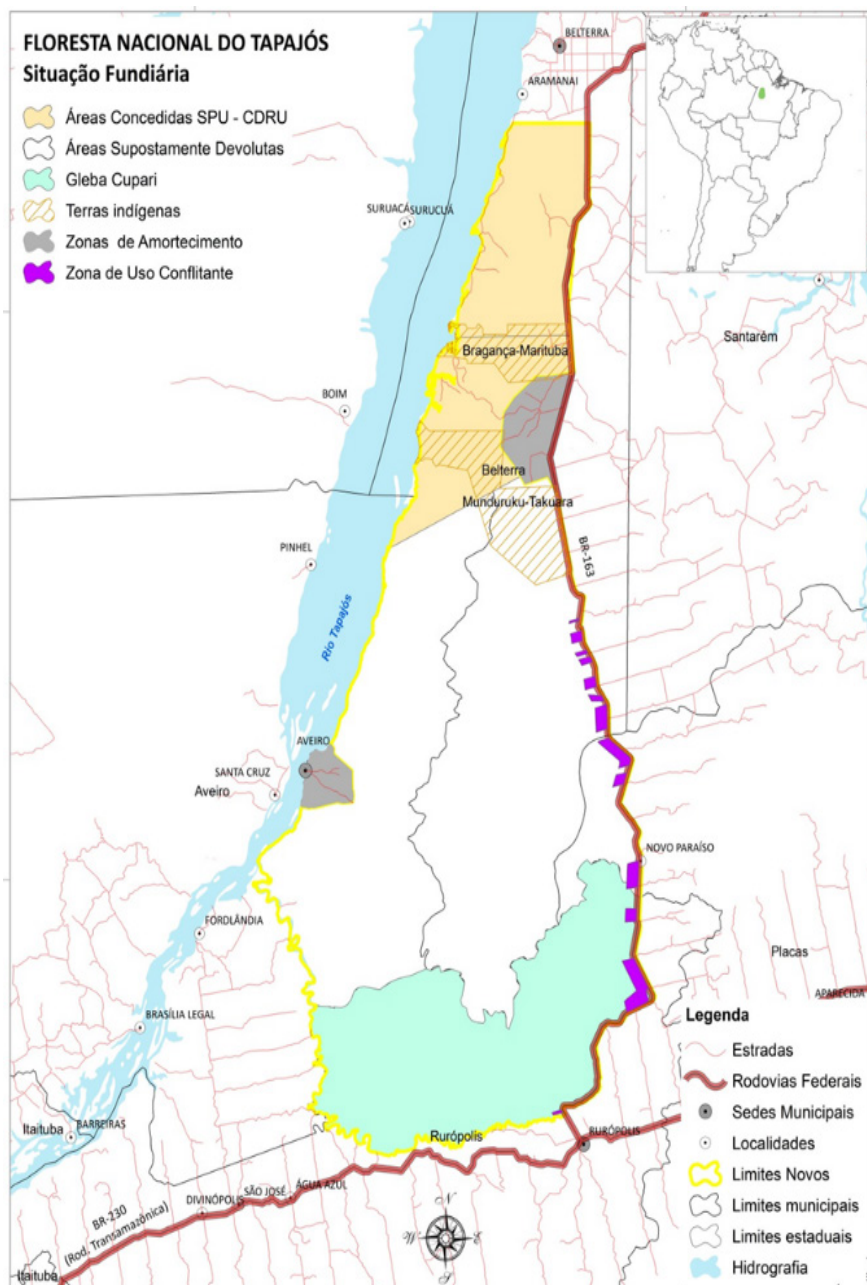 FLORESTA NACIONAL DO TAPAJÓS
Situação Fundiária
Áreas Concedidas SPU - CDRU
Áreas Supostamente Devolutas
Gleba Cupari
Terras indígenas
Zonas de Amortecimento
Zona de Uso Conflitante
BELTERRA
ARAMANAI
SURUACÁ
SURUCUÁ
Santarém
Bragança-Marituba
BOIM
Belterra
Munduruku-Takuara
BR-163
PINHEL
Rio Tapajós
AVEIRO
SANTA CRUZ
Aveiro
NOVO PARAÍSO
FORDLÂNDIA
Placas
APARECIDA
BRASÍLIA LEGAL
Itaituba
BARREIRAS
Rurópolis
RURÓPOLIS
DIVINÓPOLIS
SÃO JOSÉ
ÁGUA AZUL
BR-230
(Rod. Transamazônica)
Itaituba
N
W
E
S
Legenda
Estradas
Rodovias Federais
Sedes Municipais
Localidades
Limites Novos
Limites municipais
Limites estaduais
Hidrografia